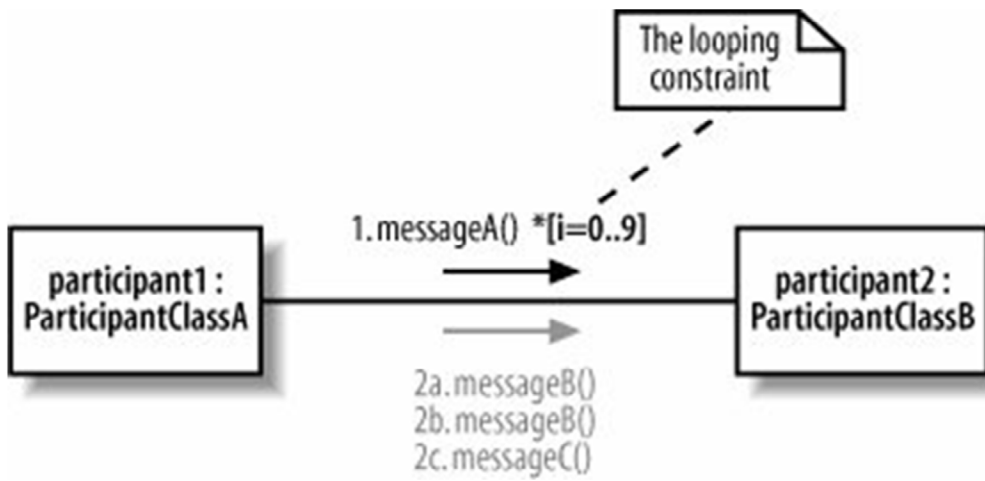 The looping
constraint
1. messageA() *[i=0..9]
participant1 :
ParticipantClassA
participant2 :
ParticipantClassB
2a. messageB()
2b. messageB()
2c. messageC()